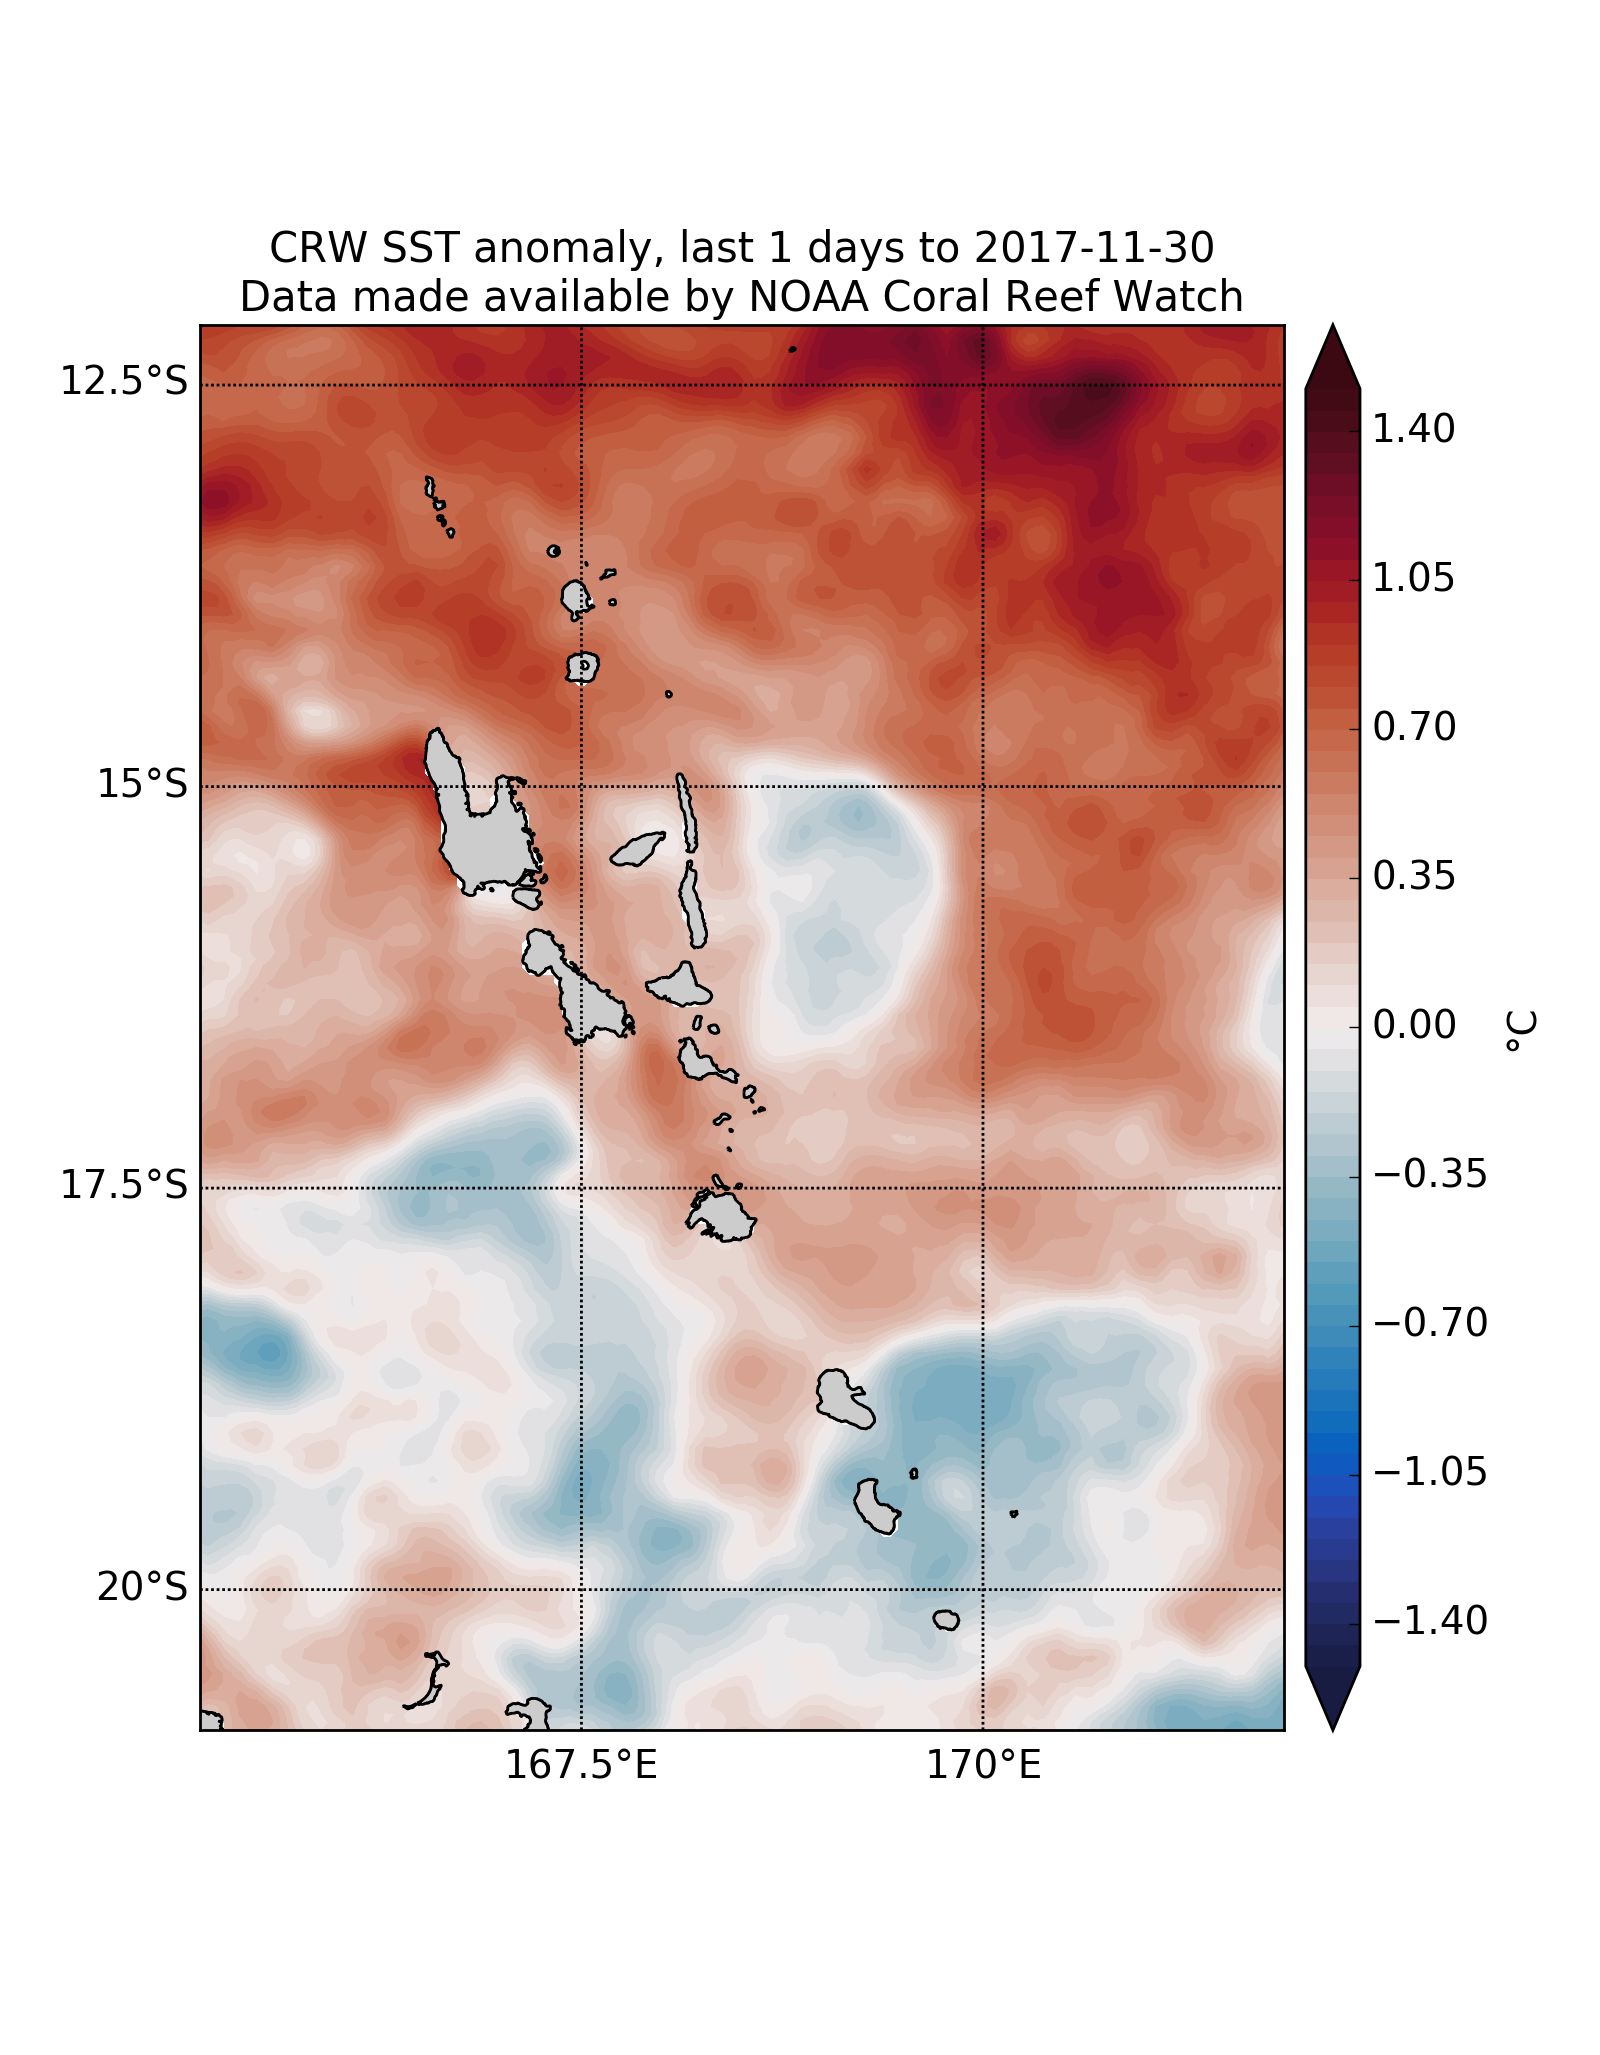 CRW SST anomaly, last 1 days to 2017-11-30
Data made available by NOAA Coral Reef Watch
12.5°S
15°S
17.5°S
20°S
167.5°E
170°E
1.40
1.05
0.70
0.35
0.00
−0.35
−0.70
−1.05
−1.40
°C